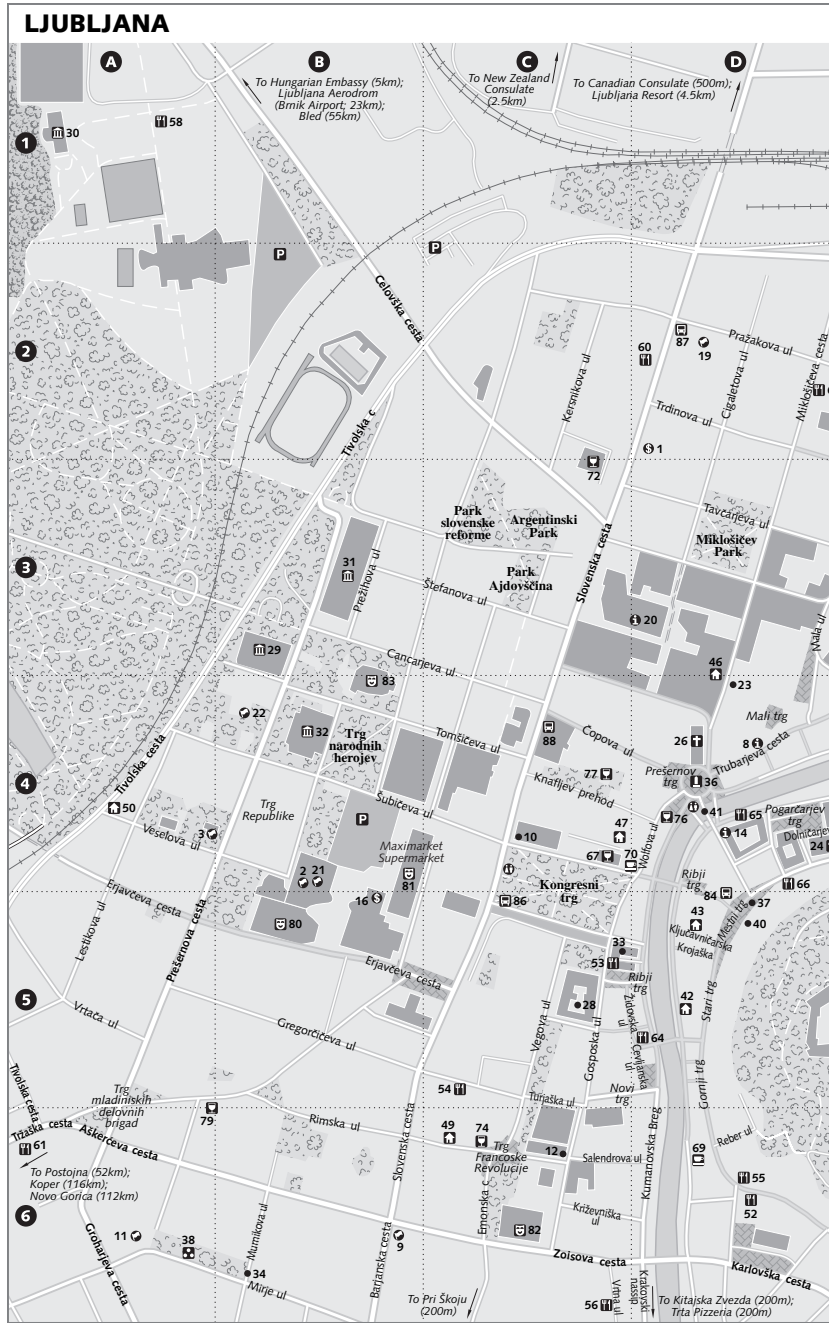 LJUBLJANA
A
B
C
D
To Hungarian Embassy (5km);
Ljubljana Aerodrom
(Brnik Airport; 23km);
Bled (55km)
To New Zealand
Consulate
(2.5km)
To Canadian Consulate (500m);
Ljubljana Resort (4.5km)
1
30
58
P
P
Celovška cesta
2
60
87
19
Pražakova ul
Kersnikova ul
Cigaletova ul
Miklošičeva cesta
Trdinova ul
Tivolska c
1
72
Park
slovenske
reforme
Argentinski
Park
Tavčarjeva ul
Miklošičev
Park
3
31
Prežihova ul
Park
Ajdovščina
Štefanova ul
Slovenska cesta
20
Mala ul
29
Cancarjeva ul
46
83
23
22
32
Trg
narodnih
herojev
Tomšičeva ul
88
Čopova ul
26
Mali trg
8
Trubarjeva cesta
4
Tivolska cesta
77
Prešernov
trg
36
Knafljev prehod
50
Trg
Republike
Šubičeva ul
P
47
76
41
65
Pogarčarjev
trg
Veselova ul
3
10
Wolfova ul
14
Dolničarjev
24
Maximarket
Supermarket
67
70
2
21
81
Kongresni
trg
Ribji
trg
84
66
16
86
37
Erjavčeva cesta
80
43
Mestni trg
40
Lestikova ul
Prešernova cesta
33
Ključavničarska
Krojaška
Erjavčeva cesta
53
Ribji
trg
5
28
42
Stari trg
Vrtača ul
Vegova ul
Gosposka ul
Židovska ul
Gregorčičeva ul
64
Cevljarska ul
Tivolska cesta
Trg
mladiniskih
delovnih
brigad
54
Turjaška ul
Novi
trg
Gornji trg
79
Rimska ul
49
74
Tržaška cesta
Aškerčeva cesta
61
Slovenska cesta
Trg
Francoske
Revolucije
12
Salendrova ul
Kumanovska Breg
69
Reber ul
To Postojna (52km);
Koper (116km);
Novo Gorica (112km)
55
6
Emonska c
52
Križevniška
ul
11
38
Murnikova ul
9
82
Groharjeva cesta
Zoisova cesta
Karlovška cesta
34
Mirje ul
Barjanska cesta
To Pri Škoju
(200m)
56
Vrtna ul
Krakovski
nassip
To Kitajska Zvezda (200m);
Trta Pizzeria (200m)